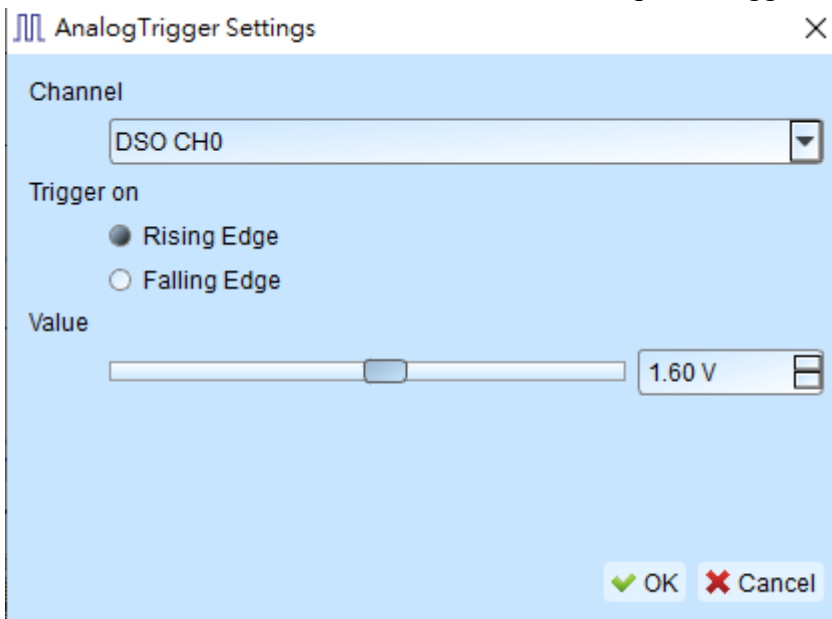 AnalogTrigger Settings
Channel
DSO CH0
Trigger on
Rising Edge
Falling Edge
Value
1.60 V
OK Cancel